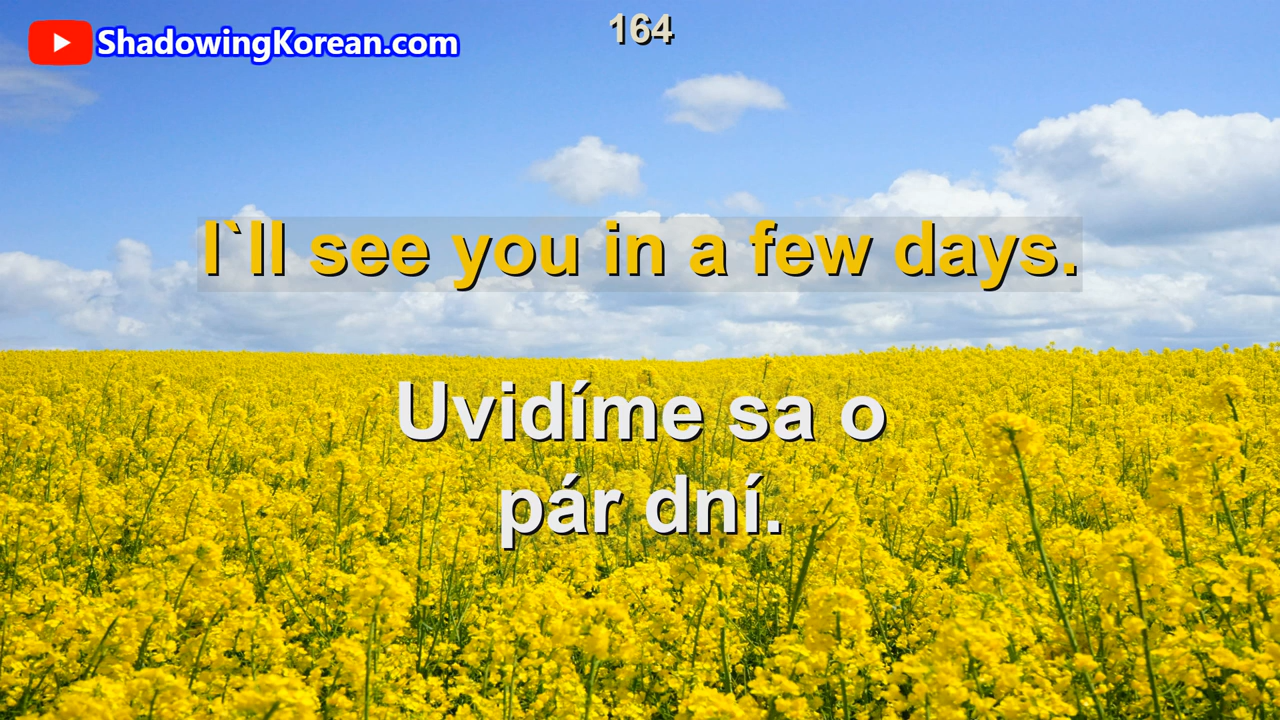 ShadowingKorean.com
164
I`ll see you in a few days.
Uvidíme sa o
pár dní.